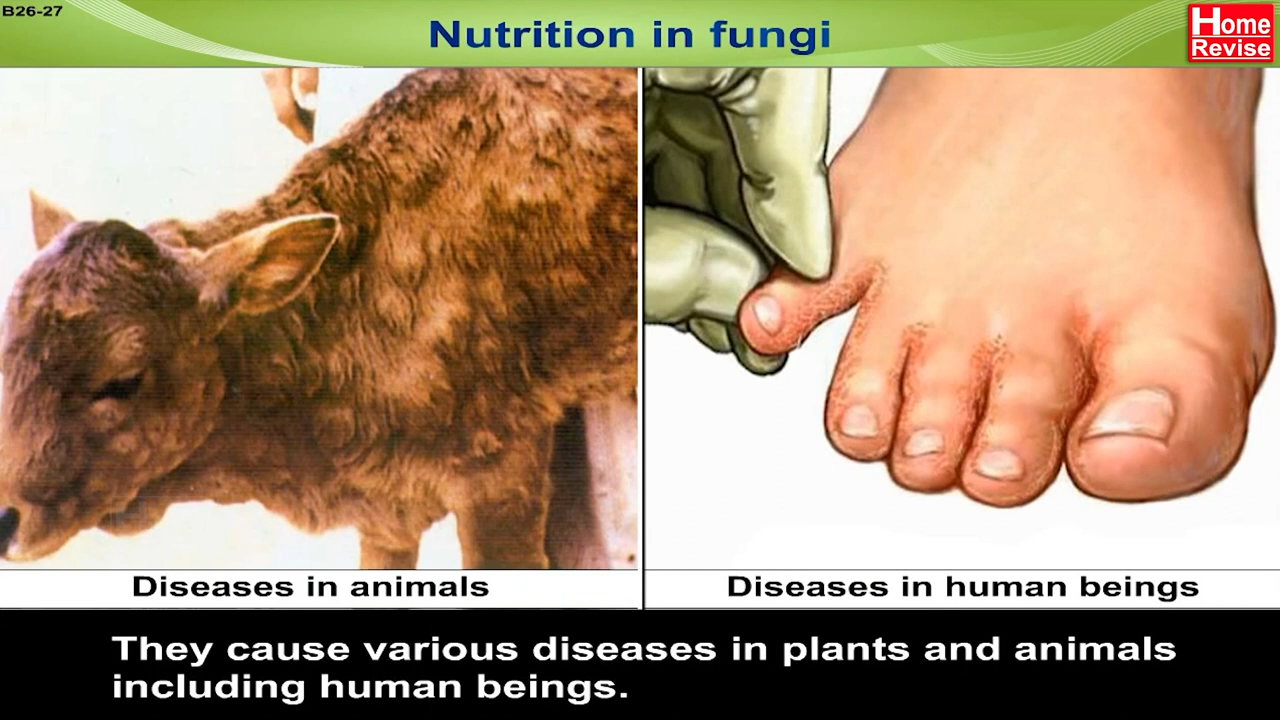 B26-27
Nutrition in fungi
Home
Revise
Diseases in animals
Diseases in human beings
They cause various diseases in plants and animals
including human beings.